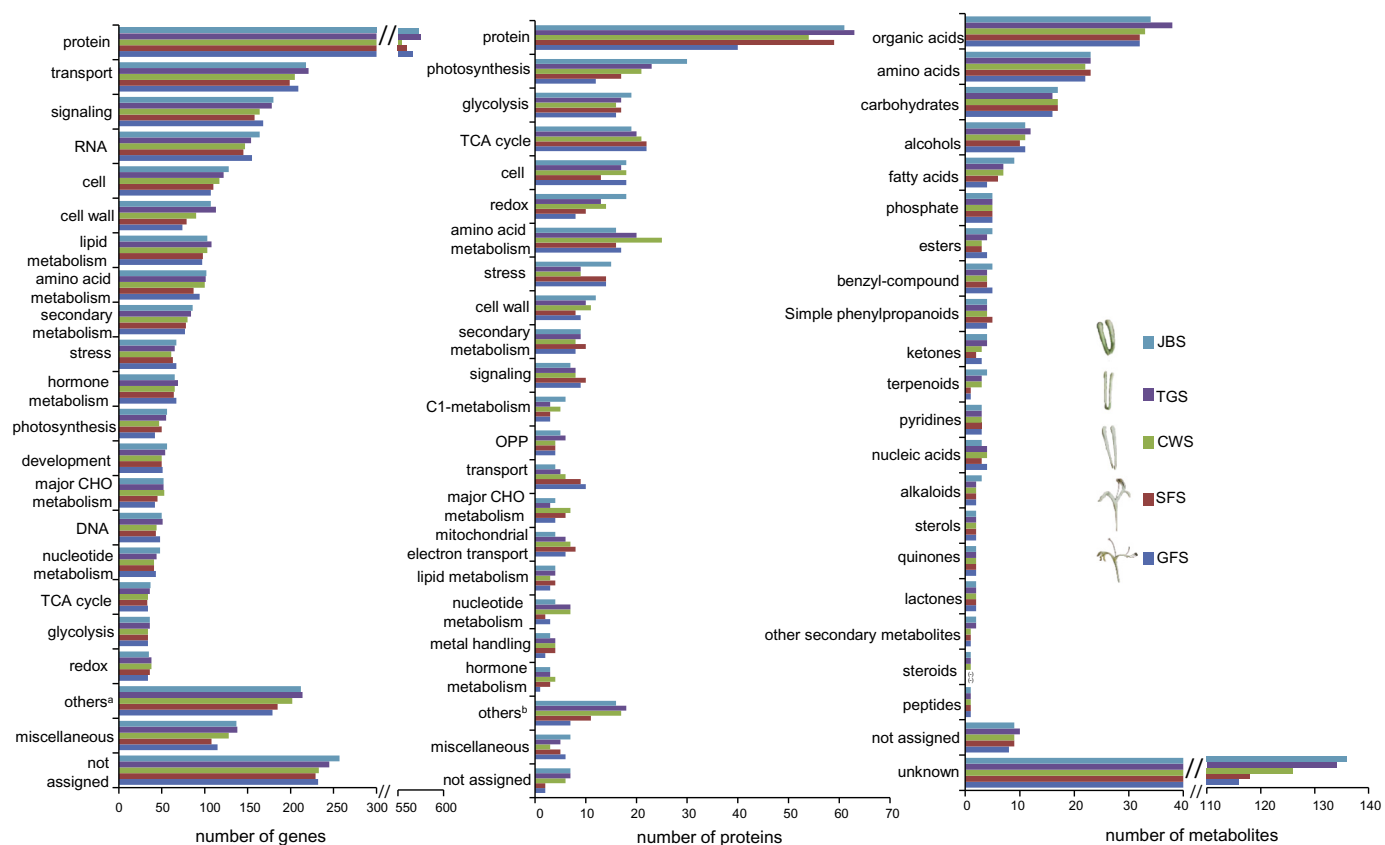 protein
transport
signaling
RNA
cell
cell wall
lipid
metabolism
amino acid
metabolism
secondary
metabolism
stress
hormone
metabolism
photosynthesis
development
major CHO
metabolism
DNA
nucleotide
metabolism
TCA cycle
glycolysis
redox
othersᵃ
miscellaneous
not
assigned
0 50 100 150 200 250 300 550 600
number of genes
protein
photosynthesis
glycolysis
TCA cycle
cell
redox
amino acid
metabolism
stress
cell wall
secondary
metabolism
signaling
C1-metabolism
OPP
transport
major CHO
metabolism
mitochondrial
electron transport
lipid metabolism
nucleotide
metabolism
metal handling
hormone
metabolism
othersᵇ
miscellaneous
not assigned
0 10 20 30 40 50 60 70
number of proteins
organic acids
amino acids
carbohydrates
alcohols
fatty acids
phosphate
esters
benzyl-compound
Simple phenylpropanoids
ketones
terpenoids
pyridines
nucleic acids
alkaloids
sterols
quinones
lactones
other secondary metabolites
steroids
peptides
not assigned
unknown
0 10 20 30 40 110 120 130 140
number of metabolites
JBS
TGS
CWS
SFS
GFS